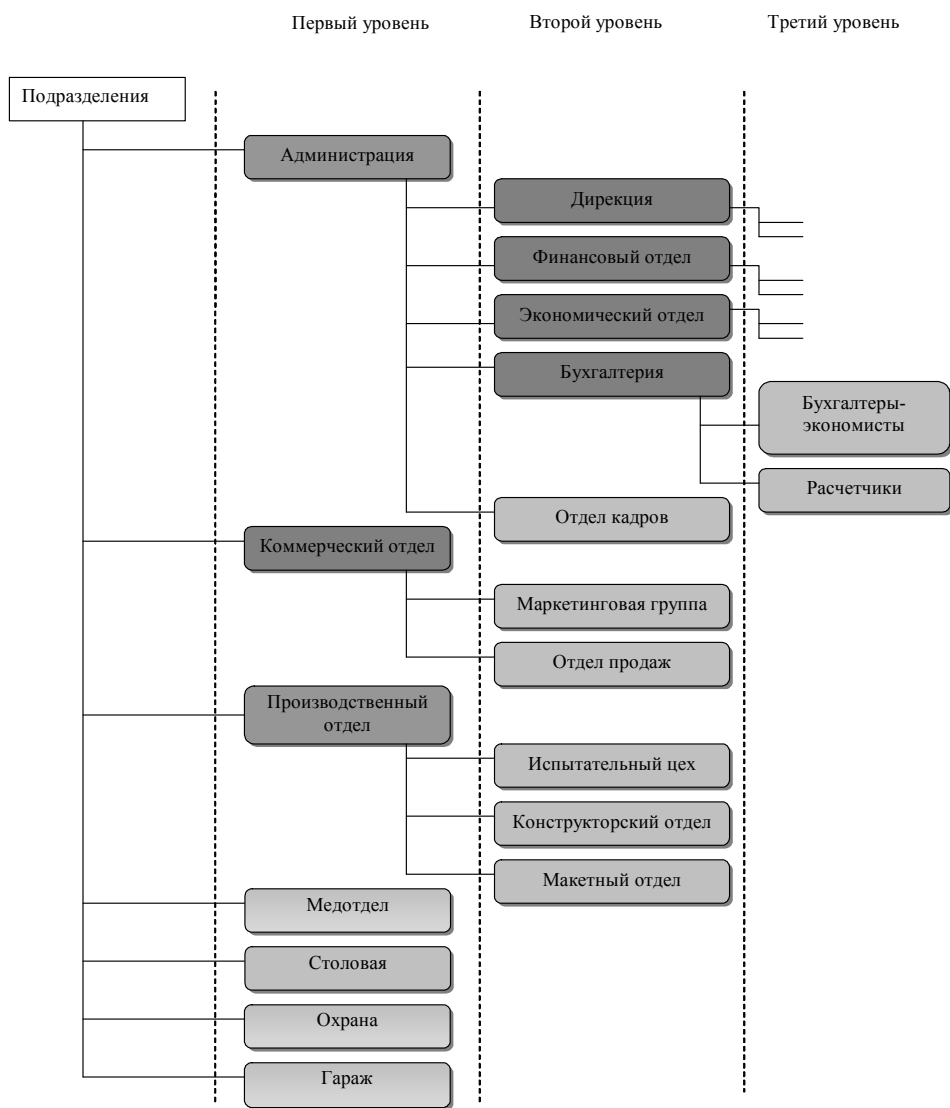 Первый уровень
Второй уровень
Третий уровень
Подразделения
Администрация
Дирекция
Финансовый отдел
Экономический отдел
Бухгалтерия
Бухгалтеры-
экономисты
Расчетчики
Отдел кадров
Коммерческий отдел
Маркетинговая группа
Отдел продаж
Производственный
отдел
Испытательный цех
Конструкторский отдел
Макетный отдел
Медотдел
Столовая
Охрана
Гараж